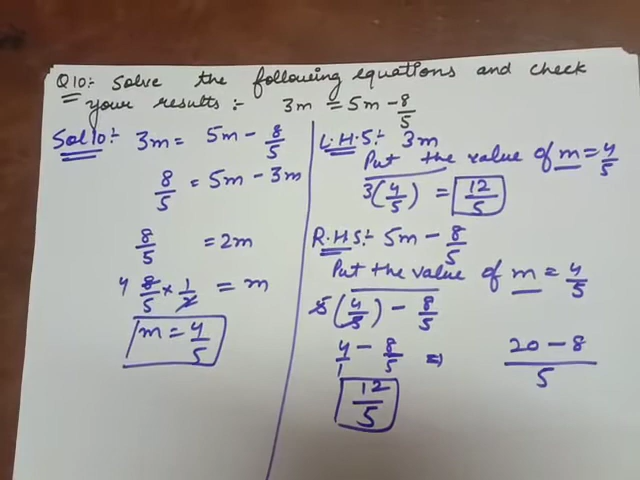 Q10:- Solve the following equations and check
your results:- 3m = 5m - 8/5
Sol10:- 3m = 5m - 8/5
8/5 = 5m - 3m
8/5 = 2m
4 8/5 × 1/2 = m
m = 4/5
L.H.S:- 3m
Put the value of m = 4/5
3(4/5) = 12/5
R.H.S:- 5m - 8/5
Put the value of m = 4/5
5(4/5) - 8/5
4/1 - 8/5 ⇒ 20 - 8/5
12/5